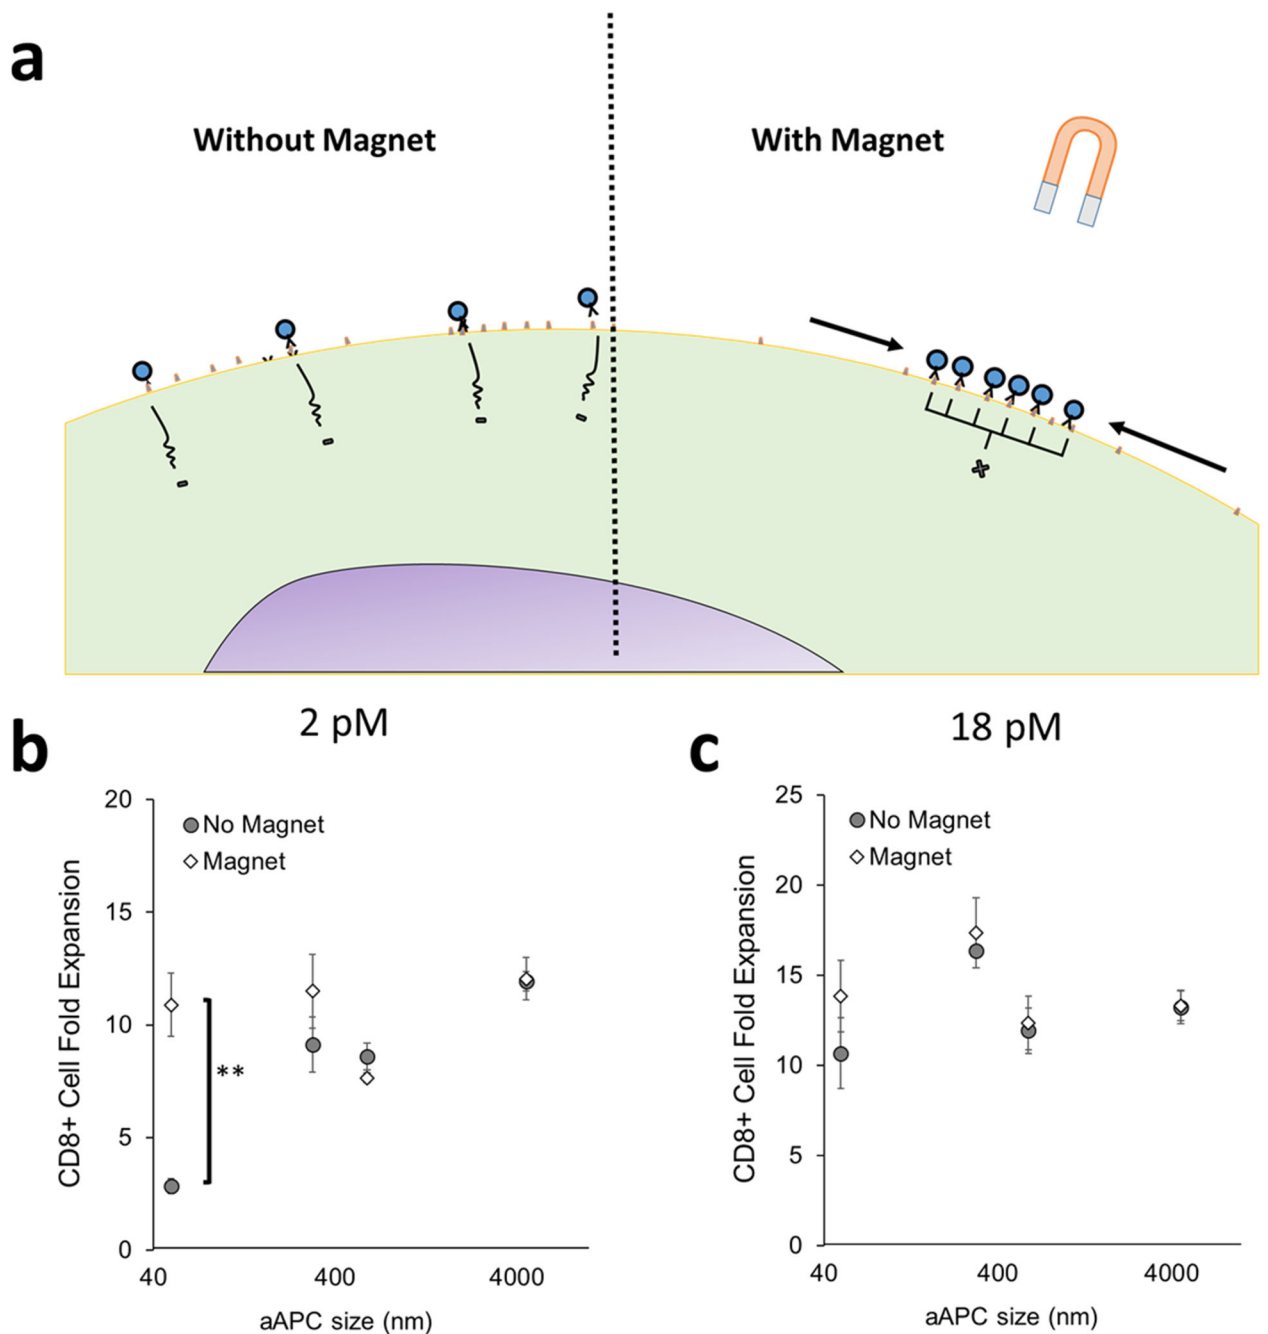 a
Without Magnet
With Magnet
-
-
-
-
+
b
2 pM
c
18 pM
20
15
10
5
0
No Magnet
Magnet
**
CD8+ Cell Fold Expansion
40
400
4000
aAPC size (nm)
25
20
15
10
5
0
No Magnet
Magnet
CD8+ Cell Fold Expansion
40
400
4000
aAPC size (nm)